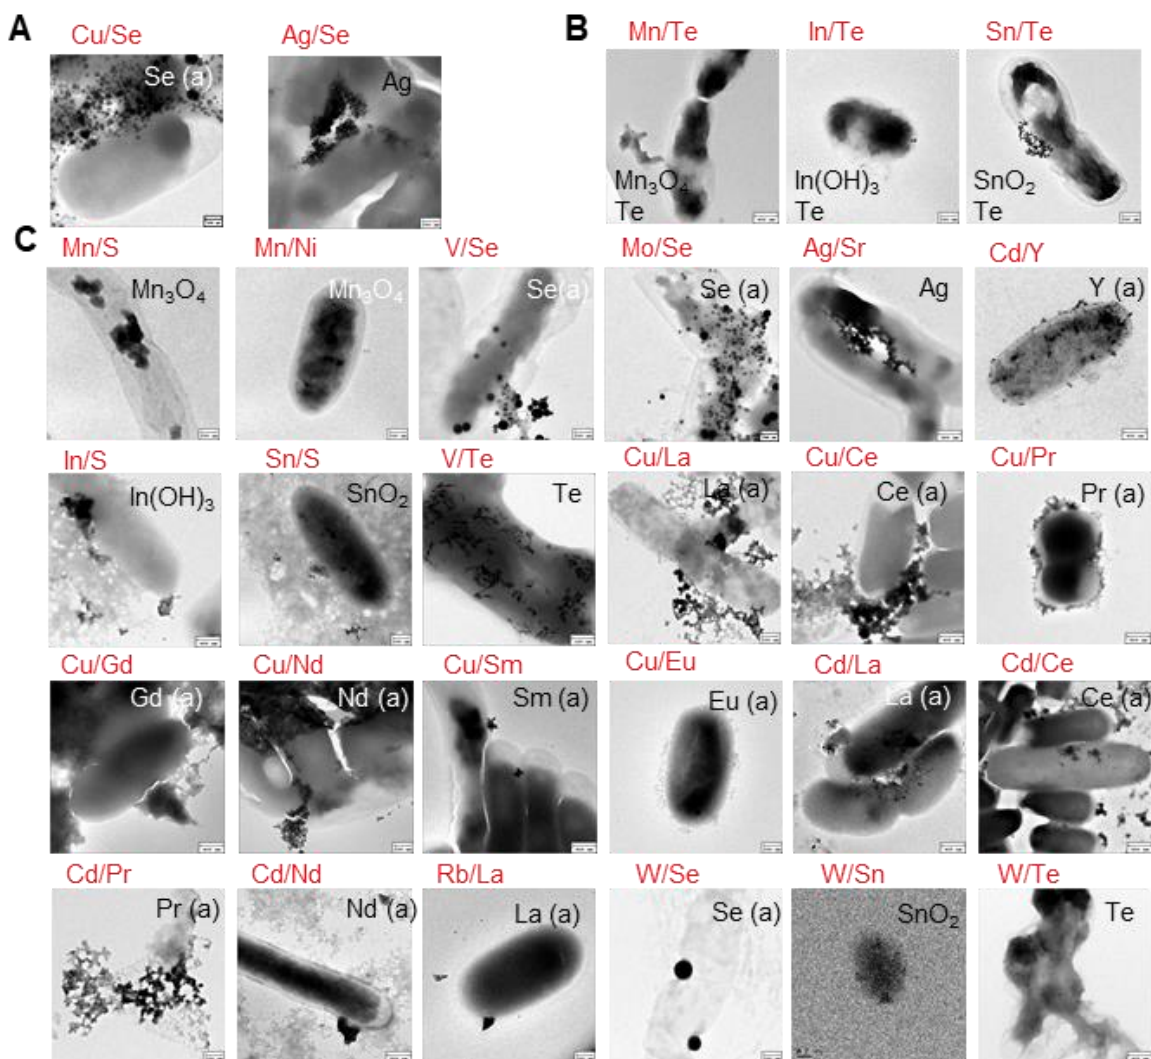 A
Cu/Se
Ag/Se
Se (a)
Ag
B
Mn/Te
In/Te
Sn/Te
Mn₃O₄
Te
In(OH)₃
Te
SnO₂
Te
C
Mn/S
Mn/Ni
V/Se
Mo/Se
Ag/Sr
Cd/Y
Mn₃O₄
Mn₃O₄
Se(a)
Se (a)
Ag
Y (a)
In/S
Sn/S
V/Te
Cu/La
Cu/Ce
Cu/Pr
In(OH)₃
SnO₂
Te
La (a)
Ce (a)
Pr (a)
Cu/Gd
Cu/Nd
Cu/Sm
Cu/Eu
Cd/La
Cd/Ce
Gd (a)
Nd (a)
Sm (a)
Eu (a)
La (a)
Ce (a)
Cd/Pr
Cd/Nd
Rb/La
W/Se
W/Sn
W/Te
Pr (a)
Nd (a)
La (a)
Se (a)
SnO₂
Te